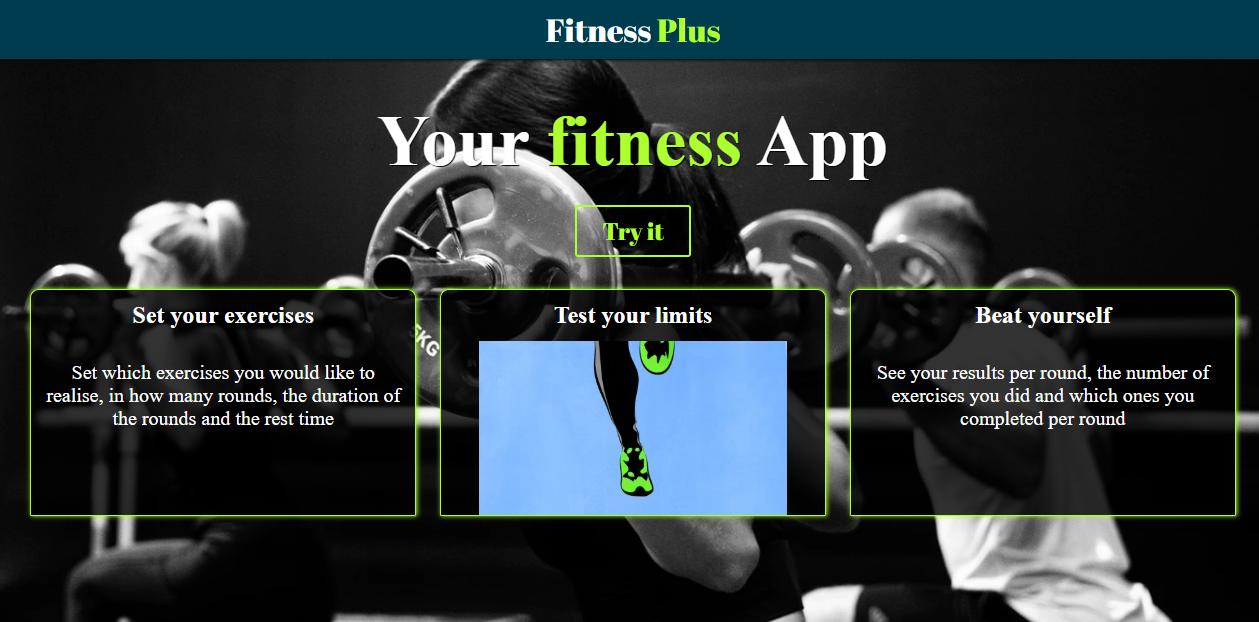 Fitness Plus
Your fitness App
Try it
Set your exercises
Set which exercises you would like to
realise, in how many rounds, the duration of
the rounds and the rest time
Test your limits
Beat yourself
See your results per round, the number of
exercises you did and which ones you
completed per round
5KG